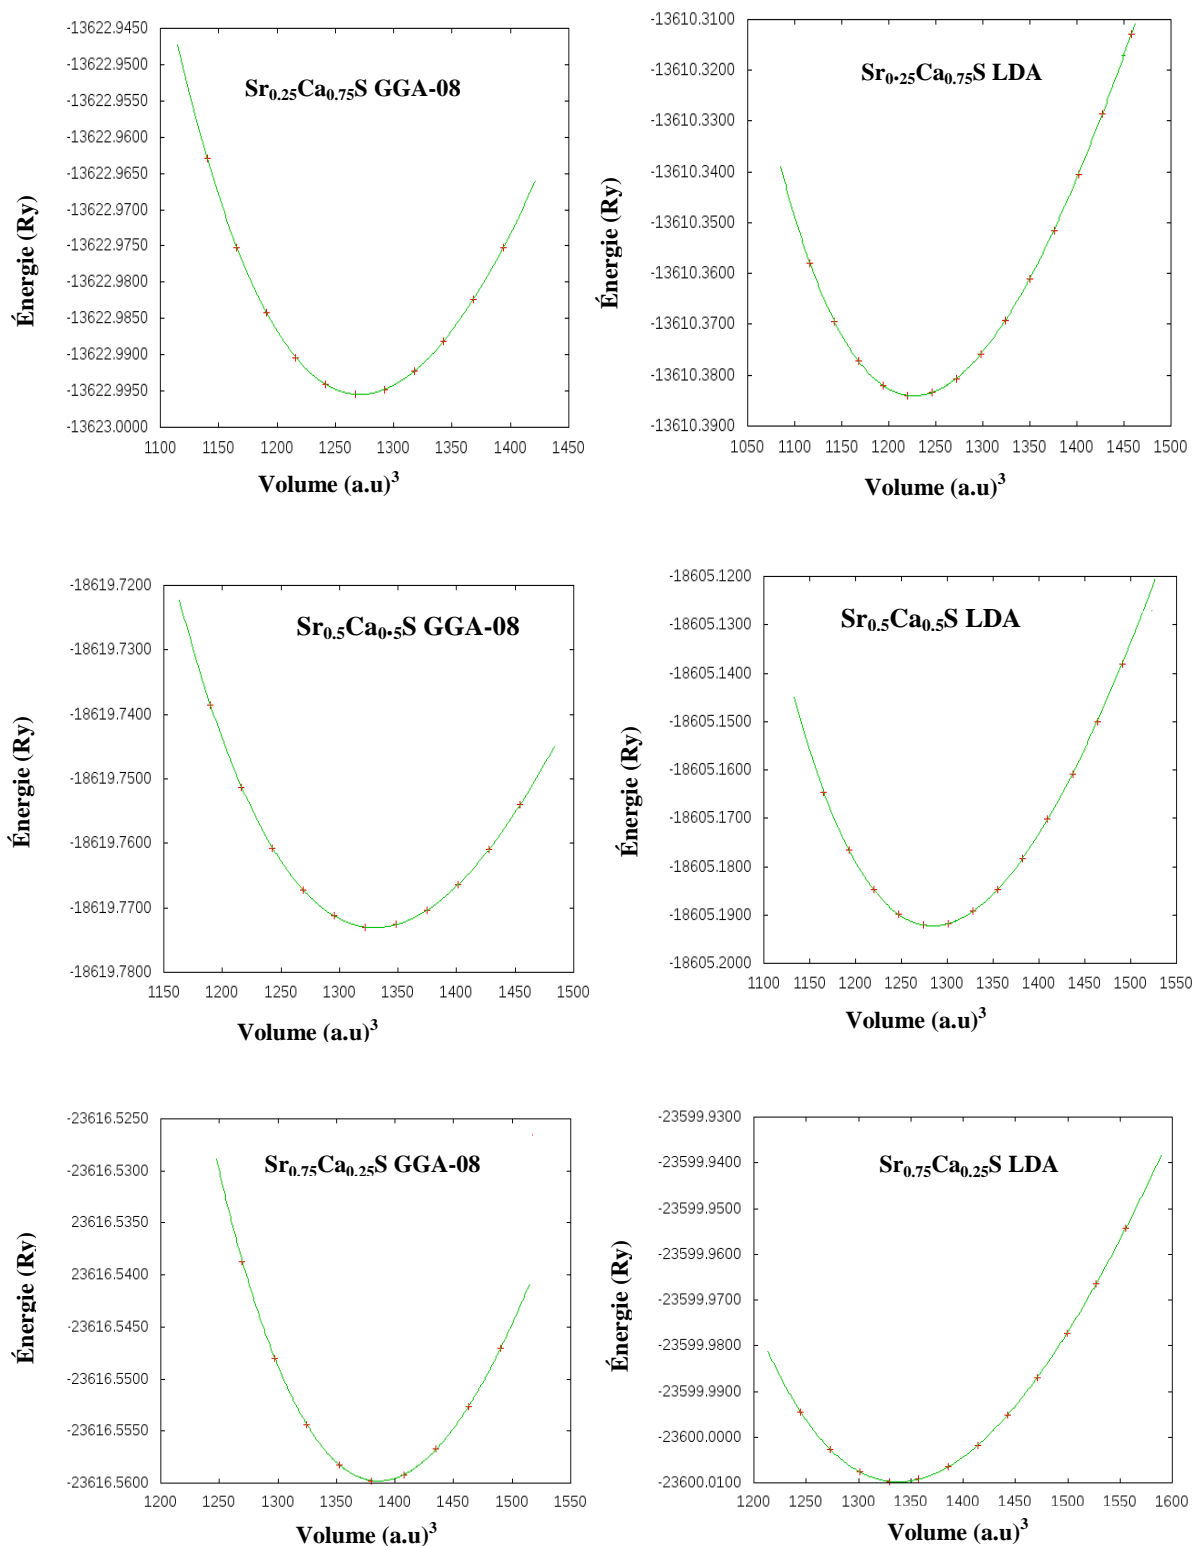 -13622.9450
-13622.9450
-13622.9500
-13622.9550
-13622.9600
-13622.9650
-13622.9700
-13622.9750
-13622.9800
-13622.9850
-13622.9900
-13622.9950
-13623.0000
1100 1150 1200 1250 1300 1350 1400 1450
Sr0.25Ca0.75S GGA-08
Énergie (Ry)
Volume (a.u)³
-13610.3100
-13610.3200
-13610.3300
-13610.3400
-13610.3500
-13610.3600
-13610.3700
-13610.3800
-13610.3900
1050 1100 1150 1200 1250 1300 1350 1400 1450 1500
Sr0•25Ca0.75S LDA
Énergie (Ry)
Volume (a.u)³
-18619.7200
-18619.7300
-18619.7400
-18619.7500
-18619.7600
-18619.7700
-18619.7800
1150 1200 1250 1300 1350 1400 1450 1500
Sr0.5Ca0•5S GGA-08
Énergie (Ry)
Volume (a.u)³
-18605.1200
-18605.1300
-18605.1400
-18605.1500
-18605.1600
-18605.1700
-18605.1800
-18605.1900
-18605.2000
1100 1150 1200 1250 1300 1350 1400 1450 1500 1550
Sr0.5Ca0.5S LDA
Énergie (Ry)
Volume (a.u)³
-23616.5250
23616.5300
23616.5350
23616.5400
-23616.5450
-23616.5500
-23616.5550
-23616.5600
1200 1250 1300 1350 1400 1450 1500 1550
Sr0.75Ca0.25S GGA-08
Énergie (Ry)
Volume (a.u)³
-23599.9300
-23599.9400
-23599.9500
-23599.9600
-23599.9700
-23599.9800
-23599.9900
-23600.0000
-23600.0100
1200 1250 1300 1350 1400 1450 1500 1550 1600
Sr0.75Ca0.25S LDA
Énergie (Ry)
Volume (a.u)³